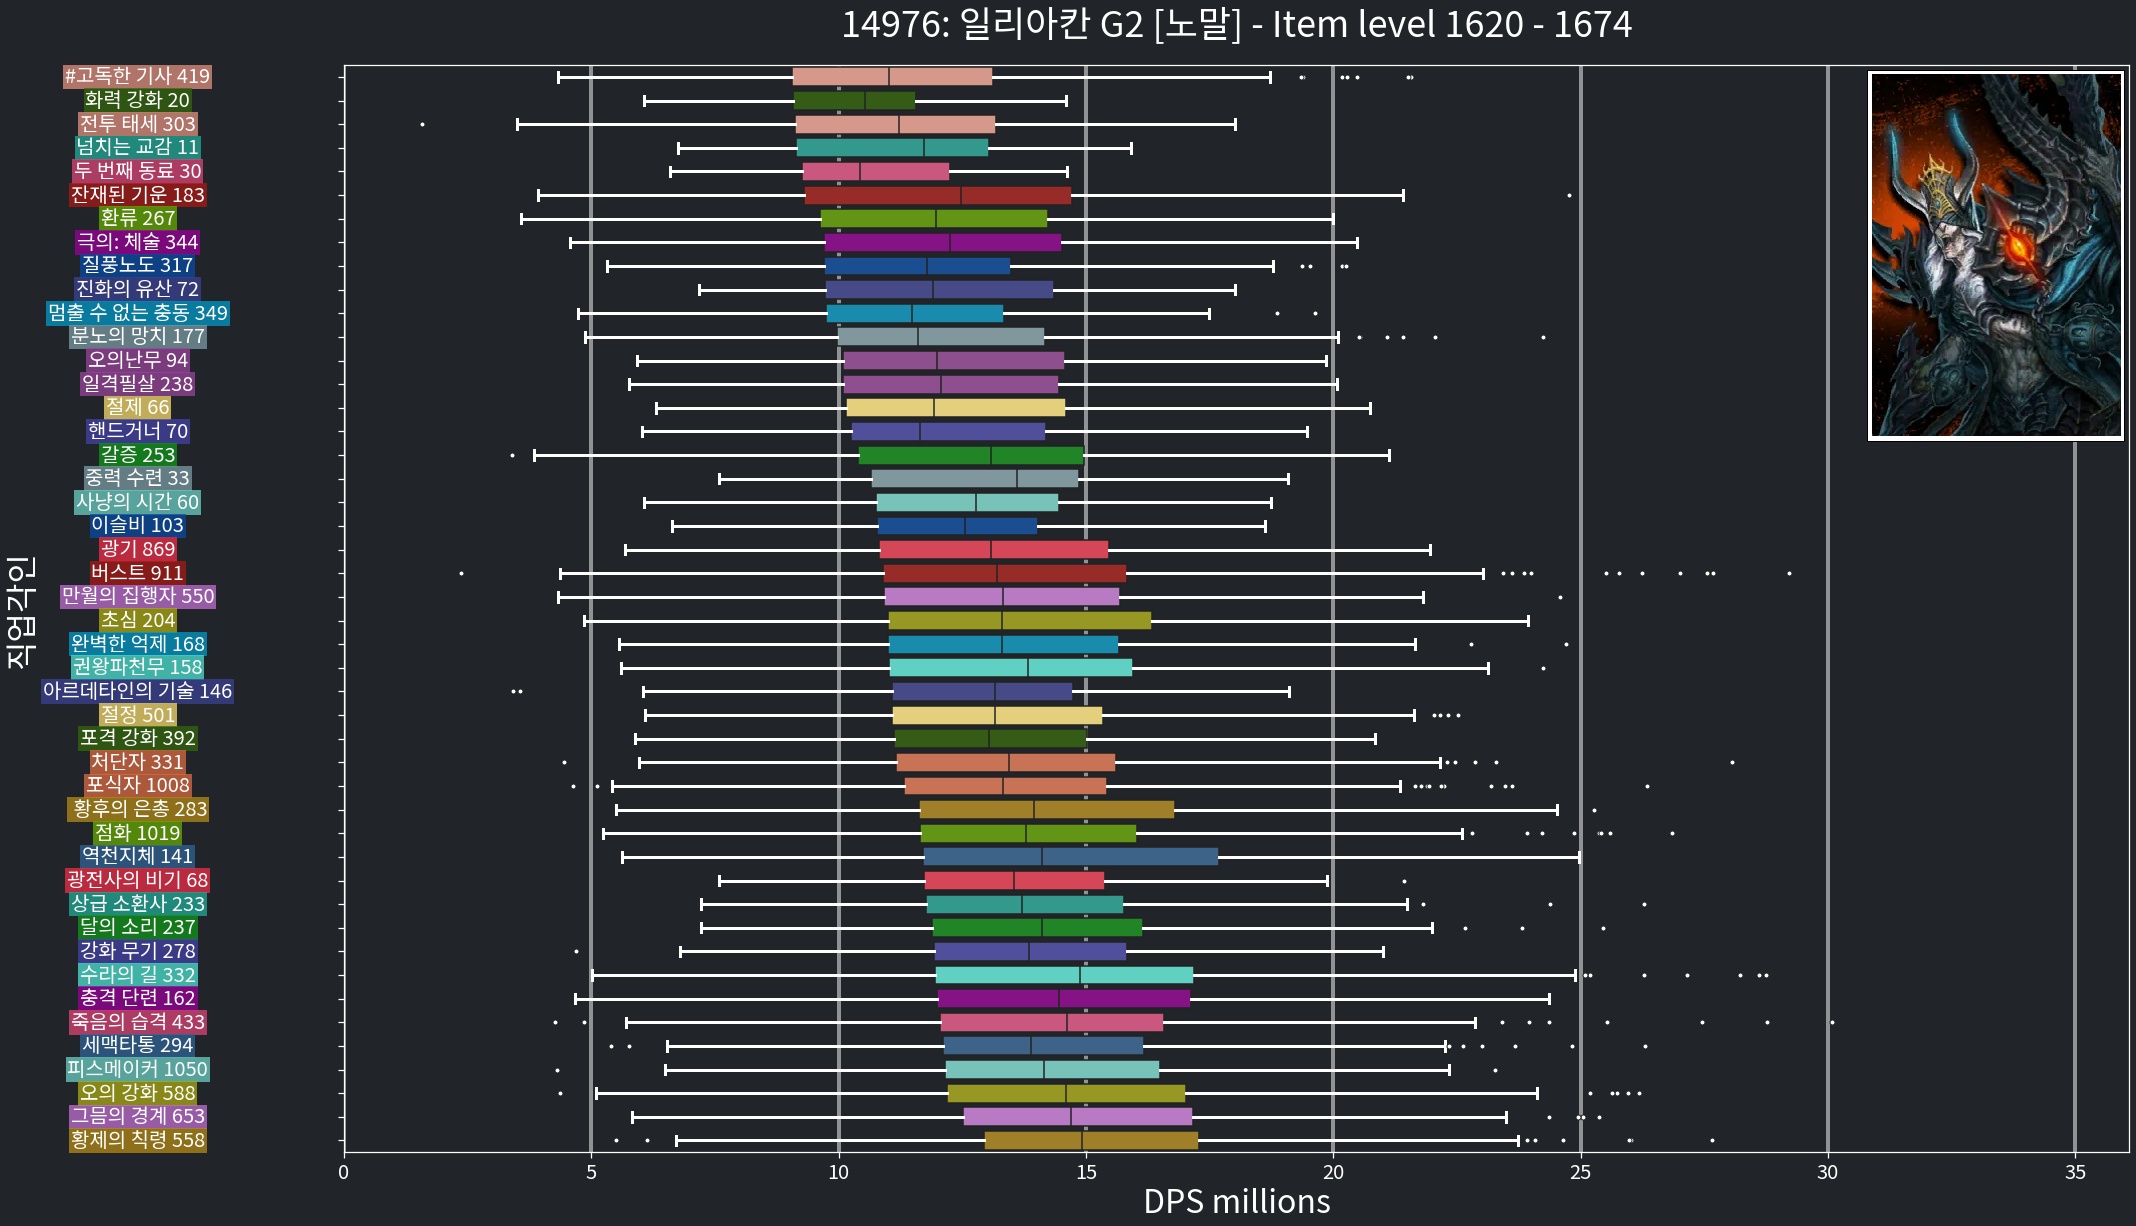 14976: 일리아칸 G2 [노말] - Item level 1620 - 1674
직업각인
#고독한 기사 419
화력 강화 20
전투 태세 303
넘치는 교감 11
두 번째 동료 30
잔재된 기운 183
환류 267
극의: 체술 344
질풍노도 317
진화의 유산 72
멈출 수 없는 충동 349
분노의 망치 177
오의난무 94
일격필살 238
절제 66
핸드거너 70
갈증 253
중력 수련 33
사냥의 시간 60
이슬비 103
광기 869
버스트 911
만월의 집행자 550
초심 204
완벽한 억제 168
권왕파천무 158
아르데타인의 기술 146
절정 501
포격 강화 392
처단자 331
포식자 1008
황후의 은총 283
점화 1019
역천지체 141
광전사의 비기 68
상급 소환사 233
달의 소리 237
강화 무기 278
수라의 길 332
충격 단련 162
죽음의 습격 433
세맥타통 294
피스메이커 1050
오의 강화 588
그믐의 경계 653
황제의 칙령 558
0 5 10 15 20 25 30 35
DPS millions